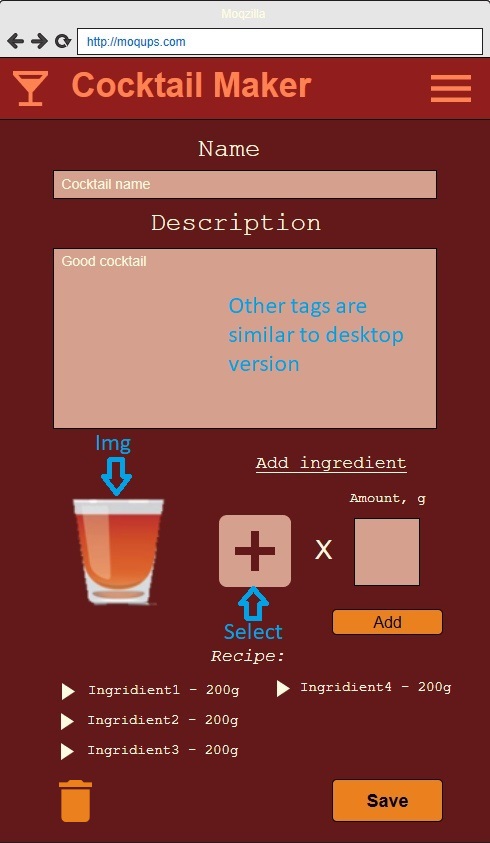 Moqzilla
http://moqups.com
Cocktail Maker
Name
Cocktail name
Description
Good cocktail
Other tags are
similar to desktop
version
Img
Add ingredient
Amount, g
X
Add
Select
Recipe:
Ingridient1 – 200g
Ingridient4 – 200g
Ingridient2 – 200g
Ingridient3 – 200g
Save